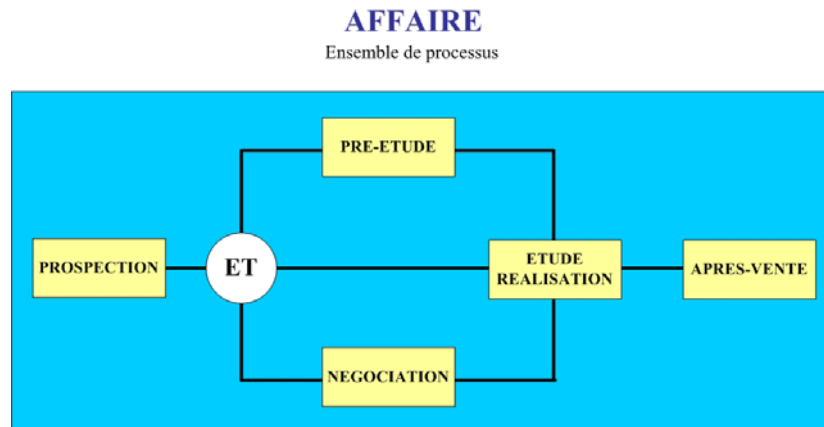 AFFAIRE
Ensemble de processus
PRE-ETUDE
PROSPECTION
ET
ETUDE
REALISATION
APRES-VENTE
NEGOCIATION